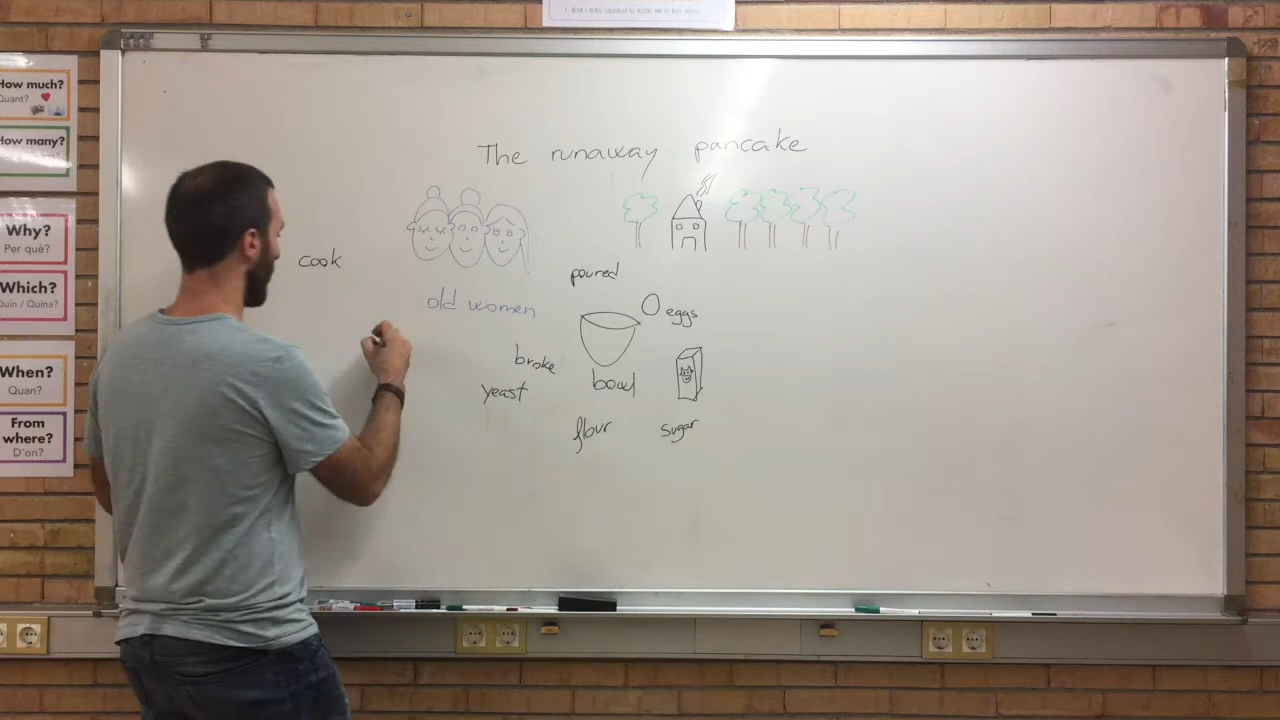 How much?
Quant?
How many?
Why?
Per què?
Which?
Quin / Quina?
When?
Quan?
From
where?
D'on?
The runaway pancake
cook
old women
poured
eggs
broke
yeast
bowl
flour
sugar